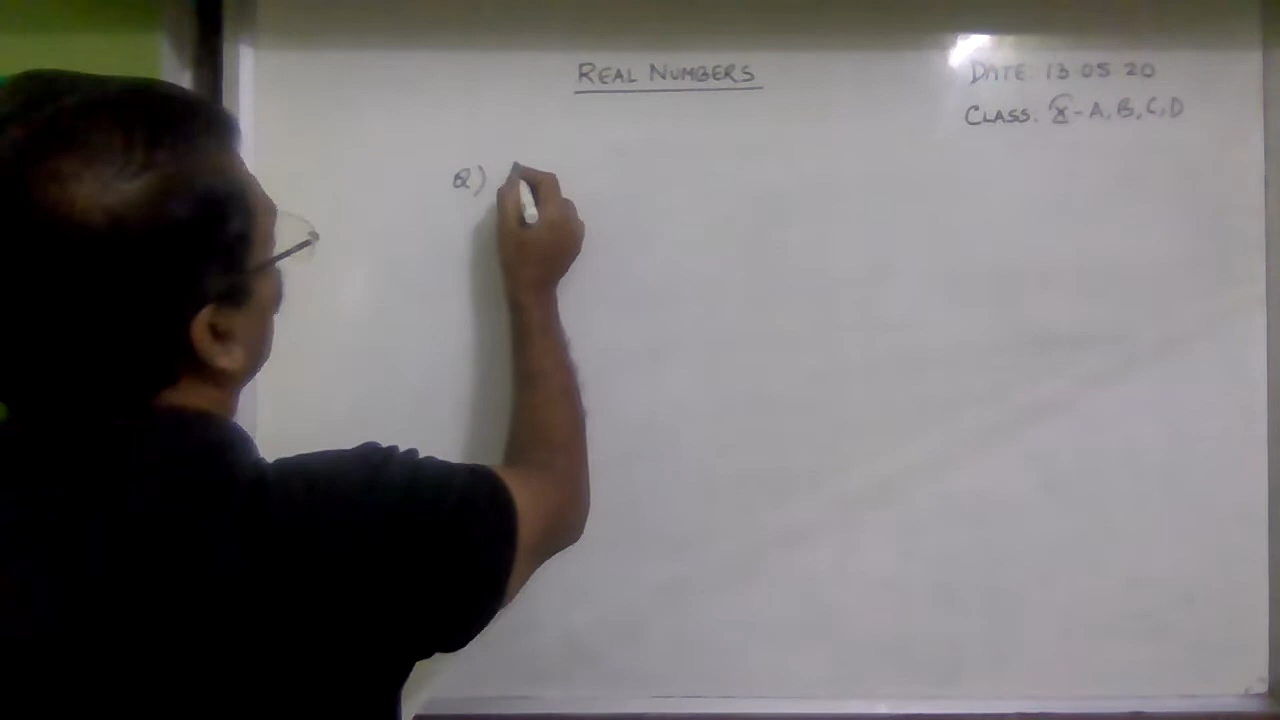 REAL NUMBERS
DATE: 13 05 20
CLASS: X - A, B, C, D
Q)